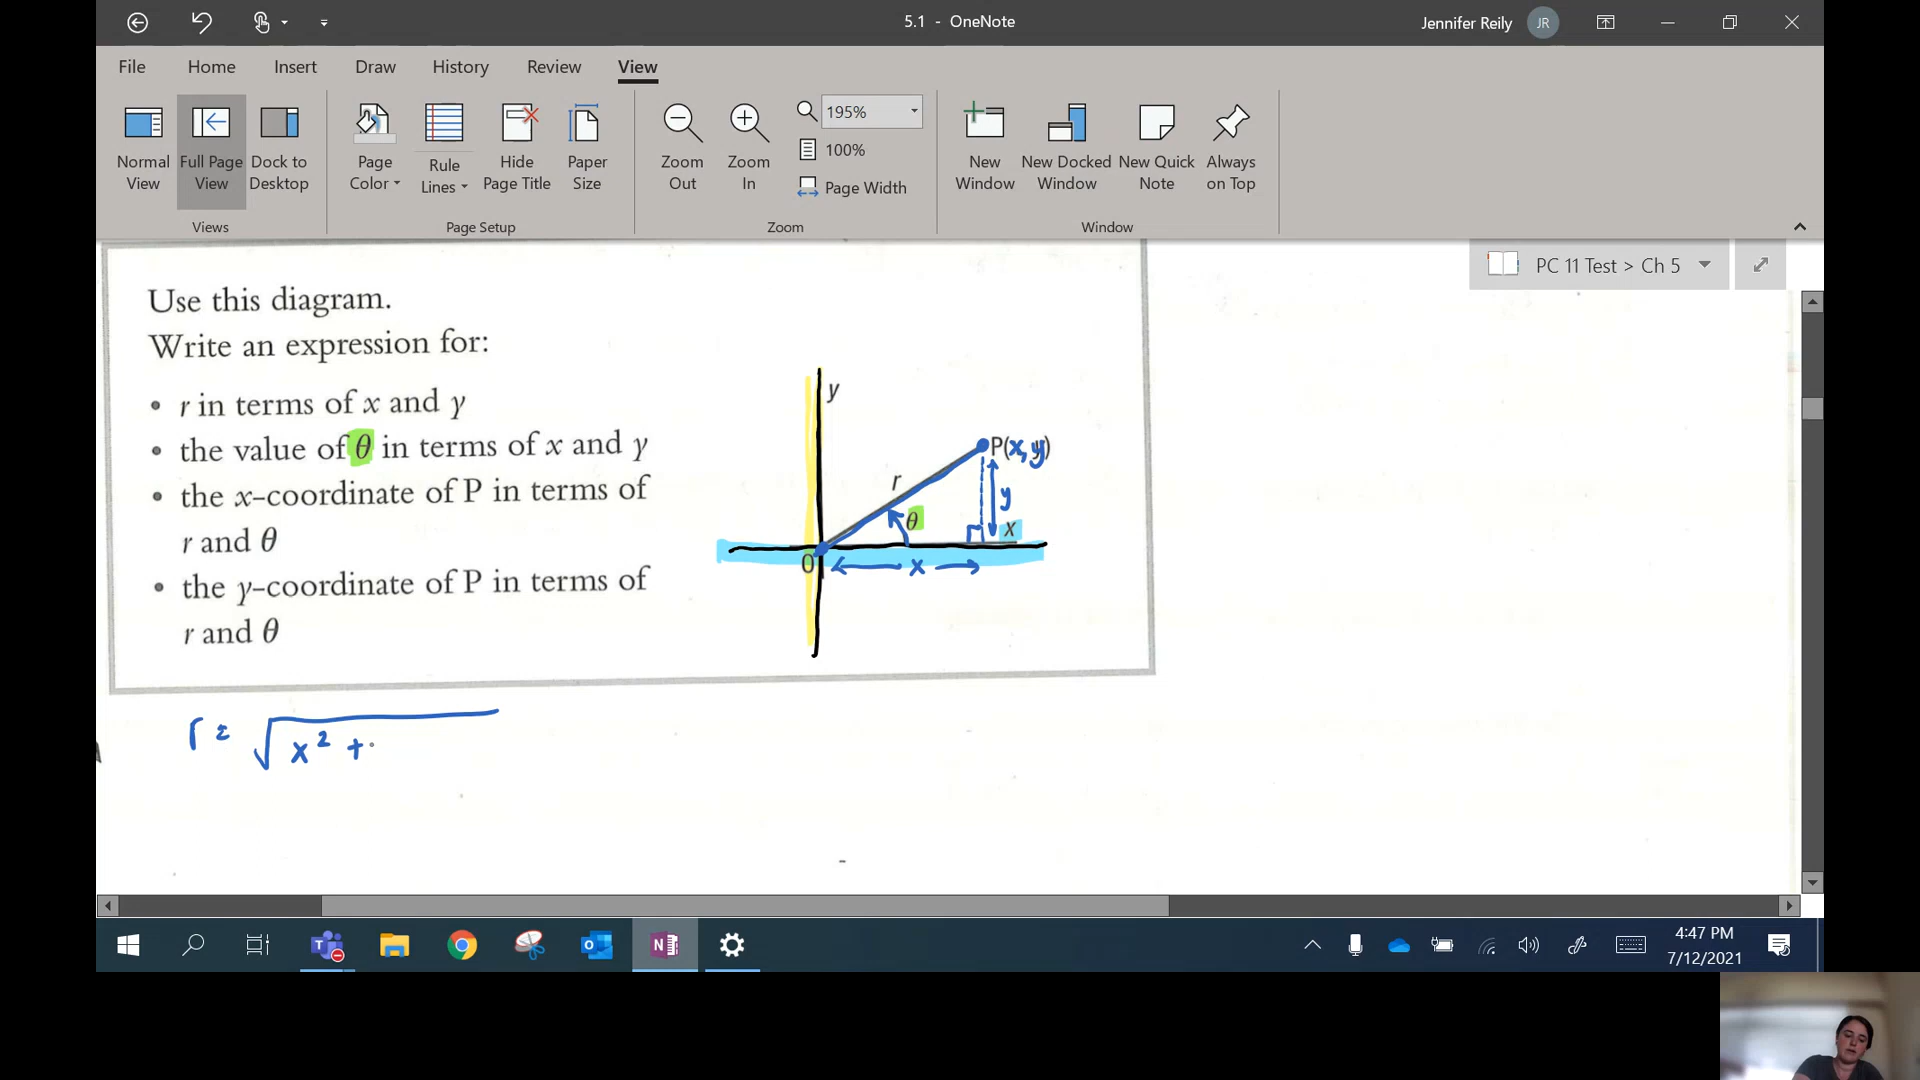 5.1 - OneNote
Jennifer Reily
JR
File Home Insert Draw History Review View
Normal View
Full Page View
Dock to Desktop
Page Color
Rule Lines
Hide Page Title
Paper Size
Zoom Out
Zoom In
195%
100%
Page Width
New Window
New Docked Window
New Quick Note
Always on Top
Views
Page Setup
Zoom
Window
PC 11 Test > Ch 5
Use this diagram.
Write an expression for:
• r in terms of x and y
• the value of θ in terms of x and y
• the x-coordinate of P in terms of
r and θ
• the y-coordinate of P in terms of
r and θ
y
P(x, y)
r
y
θ
x
0
x
r = √x² +
4:47 PM
7/12/2021